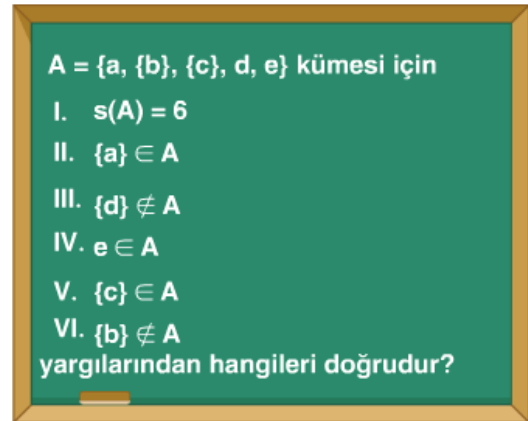 A = {a, {b}, {c}, d, e} kümesi için
I. s(A) = 6
II. {a} ∈ A
III. {d} ∉ A
IV. e ∈ A
V. {c} ∈ A
VI. {b} ∉ A
yargılarından hangileri doğrudur?